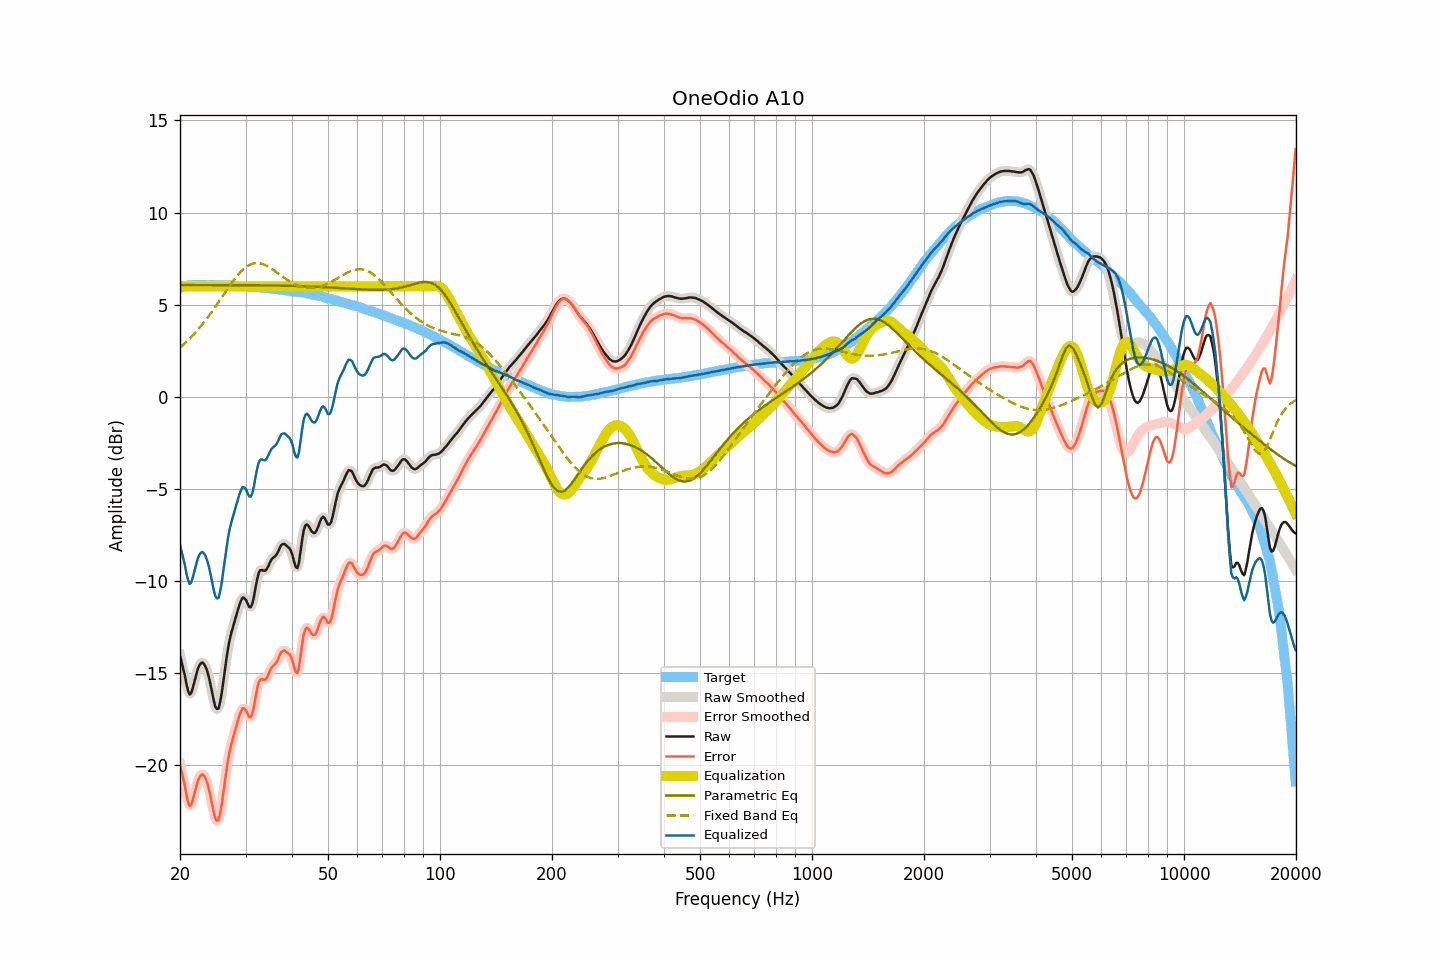 OneOdio A10
15
10
5
0
−5
−10
−15
−20
Amplitude (dBr)
Target
Raw Smoothed
Error Smoothed
Raw
Error
Equalization
Parametric Eq
Fixed Band Eq
Equalized
20 50 100 200 500 1000 2000 5000 10000 20000
Frequency (Hz)